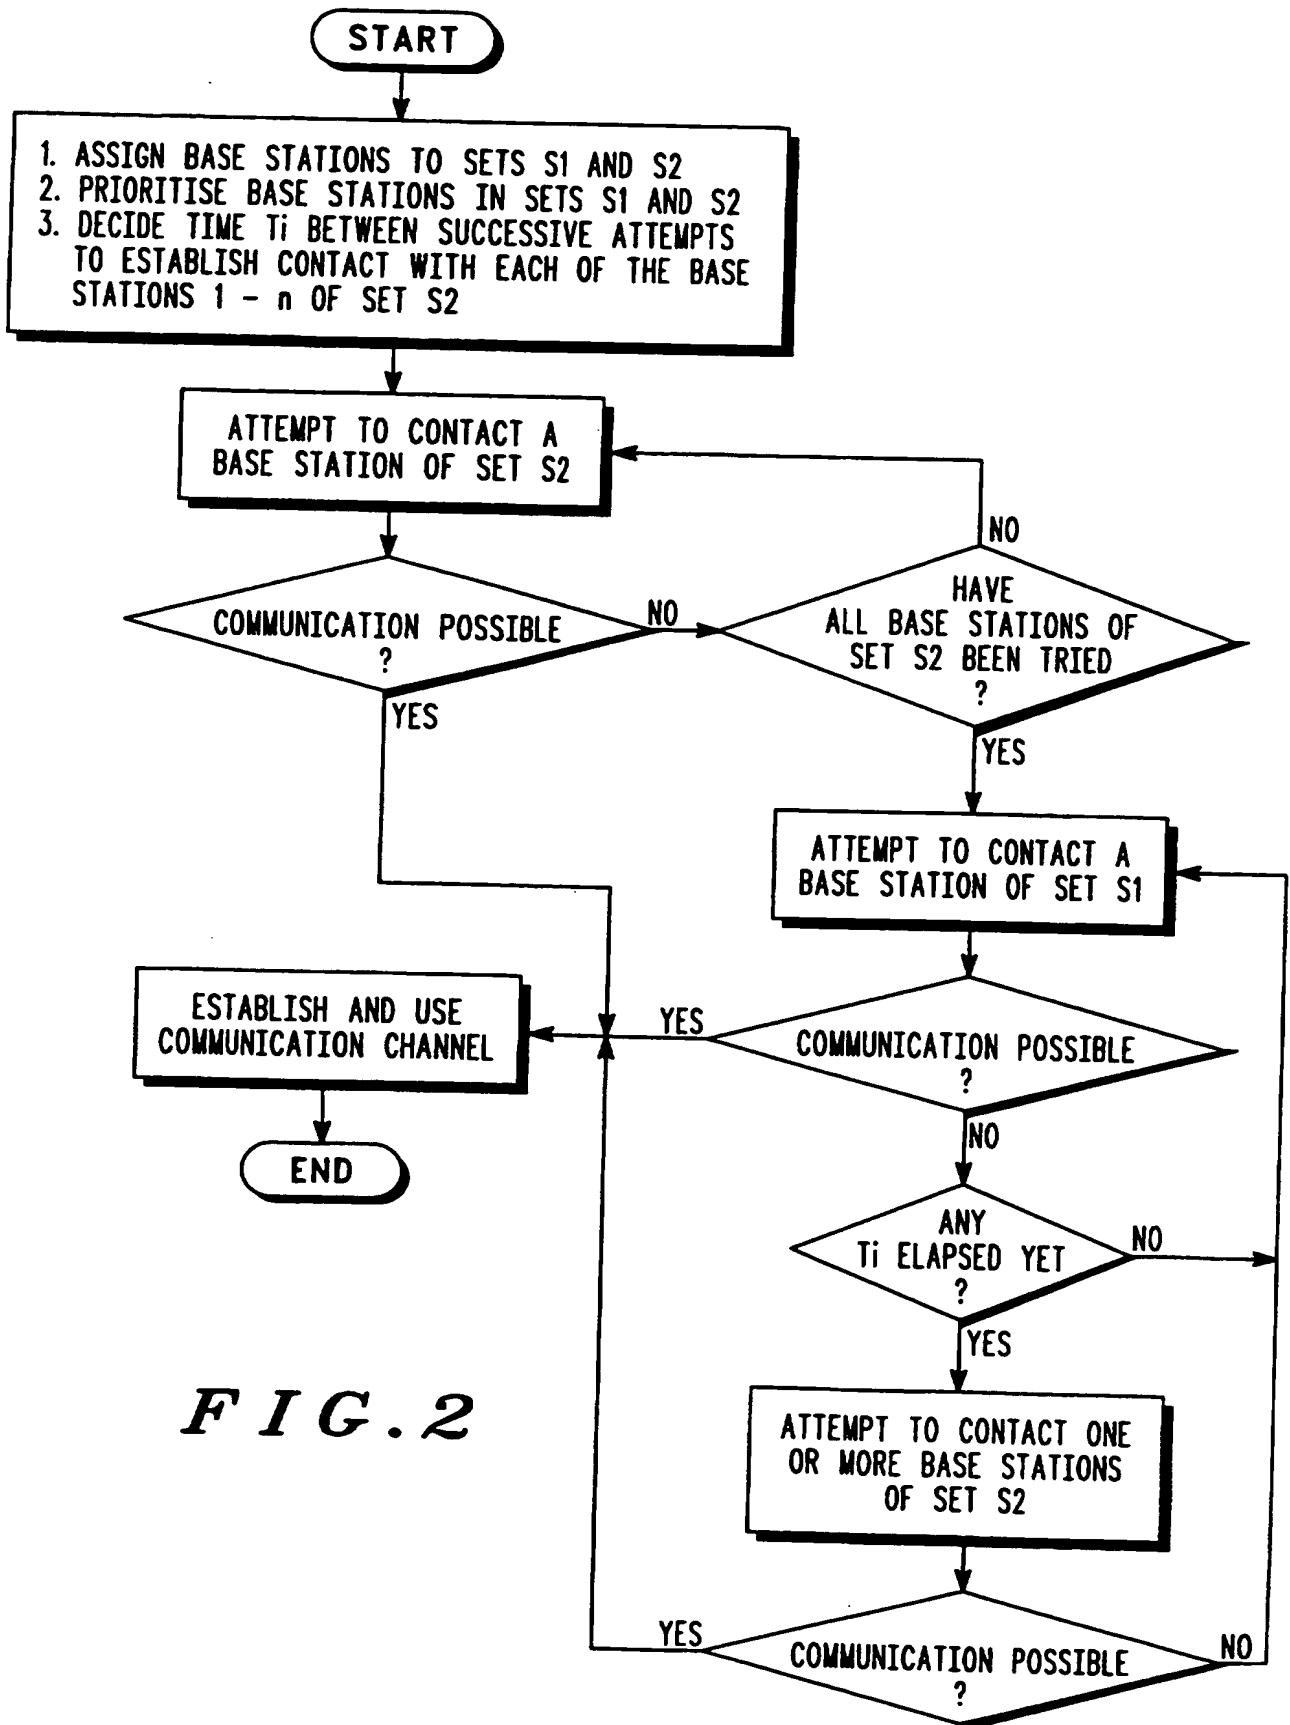 START
1. ASSIGN BASE STATIONS TO SETS S1 AND S2
2. PRIORITISE BASE STATIONS IN SETS S1 AND S2
3. DECIDE TIME Ti BETWEEN SUCCESSIVE ATTEMPTS
TO ESTABLISH CONTACT WITH EACH OF THE BASE
STATIONS 1 - n OF SET S2
ATTEMPT TO CONTACT A
BASE STATION OF SET S2
COMMUNICATION POSSIBLE
?
NO
YES
NO
HAVE
ALL BASE STATIONS OF
SET S2 BEEN TRIED
?
YES
ATTEMPT TO CONTACT A
BASE STATION OF SET S1
COMMUNICATION POSSIBLE
?
YES
NO
ESTABLISH AND USE
COMMUNICATION CHANNEL
END
ANY
Ti ELAPSED YET
?
NO
YES
ATTEMPT TO CONTACT ONE
OR MORE BASE STATIONS
OF SET S2
COMMUNICATION POSSIBLE
?
YES
NO
FIG.2